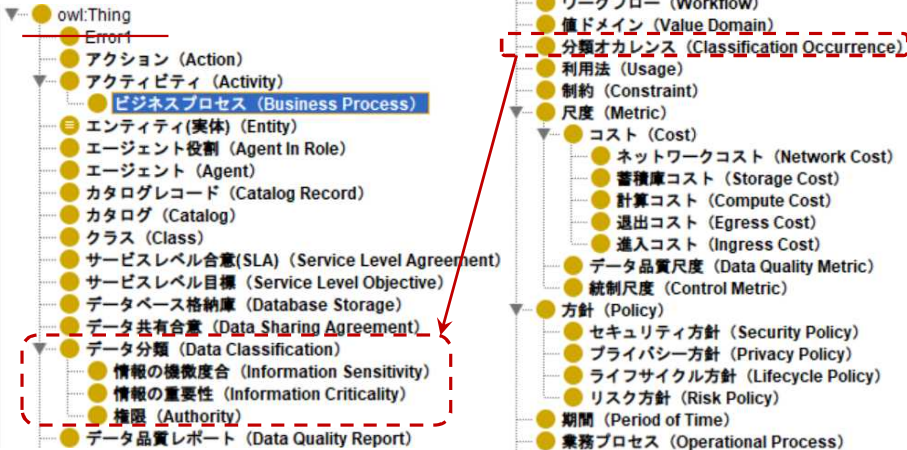 owl:Thing
Error1
アクション (Action)
アクティビティ (Activity)
ビジネスプロセス (Business Process)
エンティティ(実体) (Entity)
エージェント役割 (Agent In Role)
エージェント (Agent)
カタログレコード (Catalog Record)
カタログ (Catalog)
クラス (Class)
サービスレベル合意(SLA) (Service Level Agreement)
サービスレベル目標 (Service Level Objective)
データベース格納庫 (Database Storage)
データ共有合意 (Data Sharing Agreement)
データ分類 (Data Classification)
情報の機微度合 (Information Sensitivity)
情報の重要性 (Information Criticality)
権限 (Authority)
データ品質レポート (Data Quality Report)
ワークフロー (Workflow)
値ドメイン (Value Domain)
分類オカレンス (Classification Occurrence)
利用法 (Usage)
制約 (Constraint)
尺度 (Metric)
コスト (Cost)
ネットワークコスト (Network Cost)
蓄積庫コスト (Storage Cost)
計算コスト (Compute Cost)
退出コスト (Egress Cost)
進入コスト (Ingress Cost)
データ品質尺度 (Data Quality Metric)
統制尺度 (Control Metric)
方針 (Policy)
セキュリティ方針 (Security Policy)
プライバシー方針 (Privacy Policy)
ライフサイクル方針 (Lifecycle Policy)
リスク方針 (Risk Policy)
期間 (Period of Time)
業務プロセス (Operational Process)